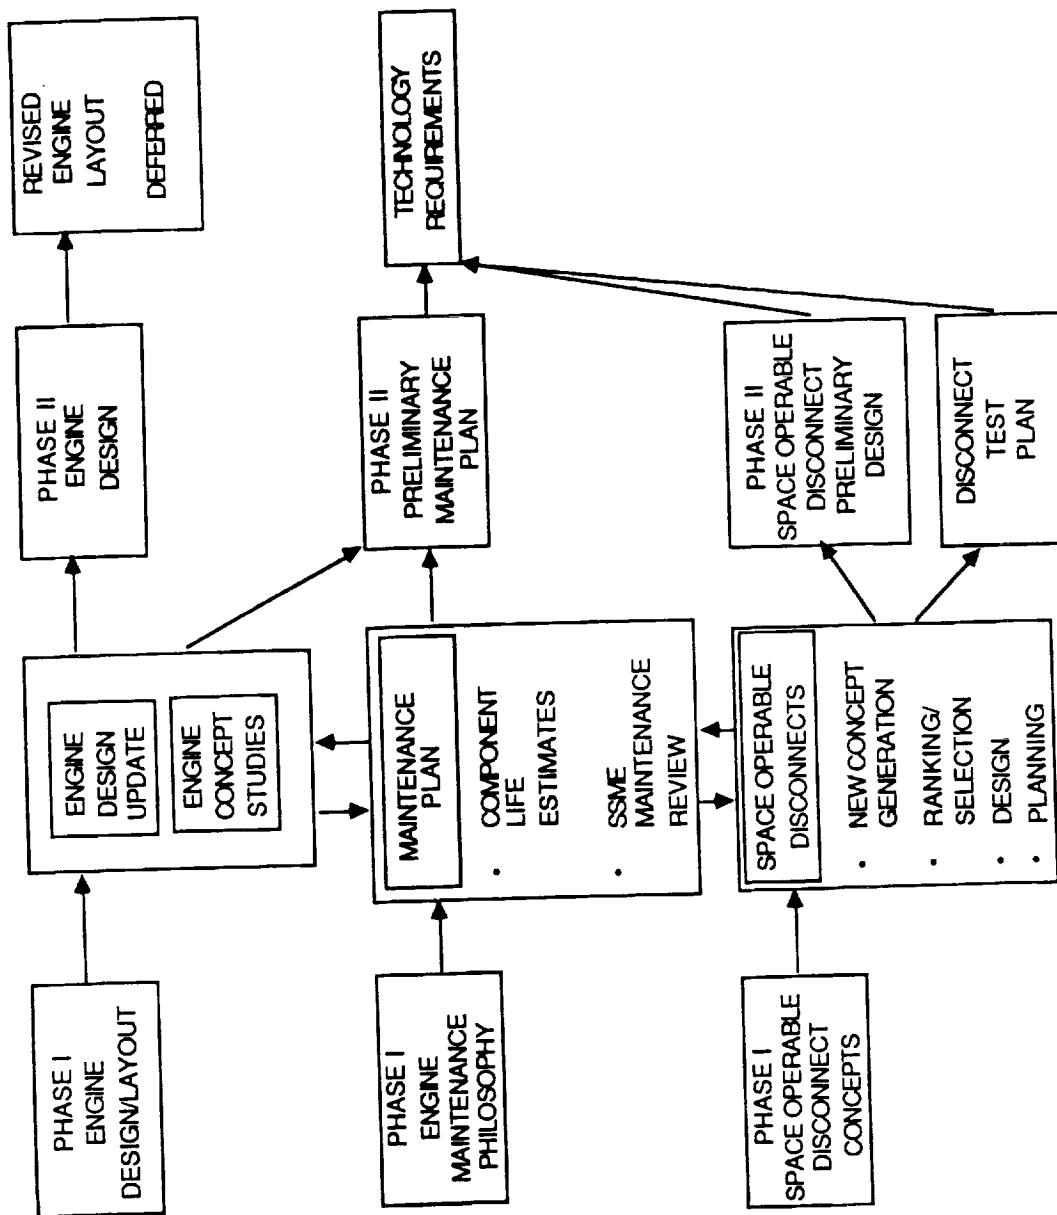 PHASE I
ENGINE
DESIGN/LAYOUT
ENGINE
DESIGN
UPDATE
ENGINE
CONCEPT
STUDIES
PHASE II
ENGINE
DESIGN
REVISED
ENGINE
LAYOUT
DEFERRED
PHASE I
ENGINE
MAINTENANCE
PHILOSOPHY
MAINTENANCE
PLAN
• COMPONENT
LIFE
ESTIMATES
• SSME
MAINTENANCE
REVIEW
PHASE II
PRELIMINARY
MAINTENANCE
PLAN
TECHNOLOGY
REQUIREMENTS
PHASE I
SPACE OPERABLE
DISCONNECT
CONCEPTS
SPACE OPERABLE
DISCONNECTS
• NEW CONCEPT
GENERATION
• RANKING/
SELECTION
• DESIGN
• PLANNING
PHASE II
SPACE OPERABLE
DISCONNECT
PRELIMINARY
DESIGN
DISCONNECT
TEST
PLAN